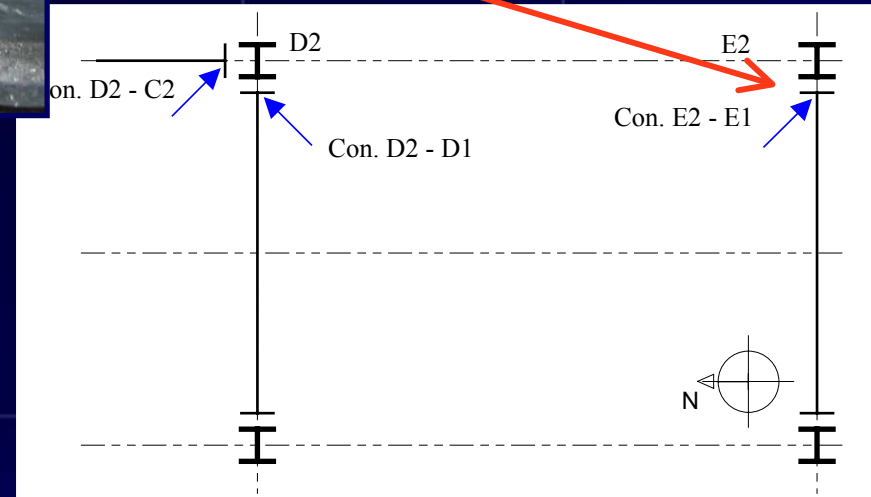 D2
E2
on. D2 - C2
Con. E2 - E1
Con. D2 - D1
N